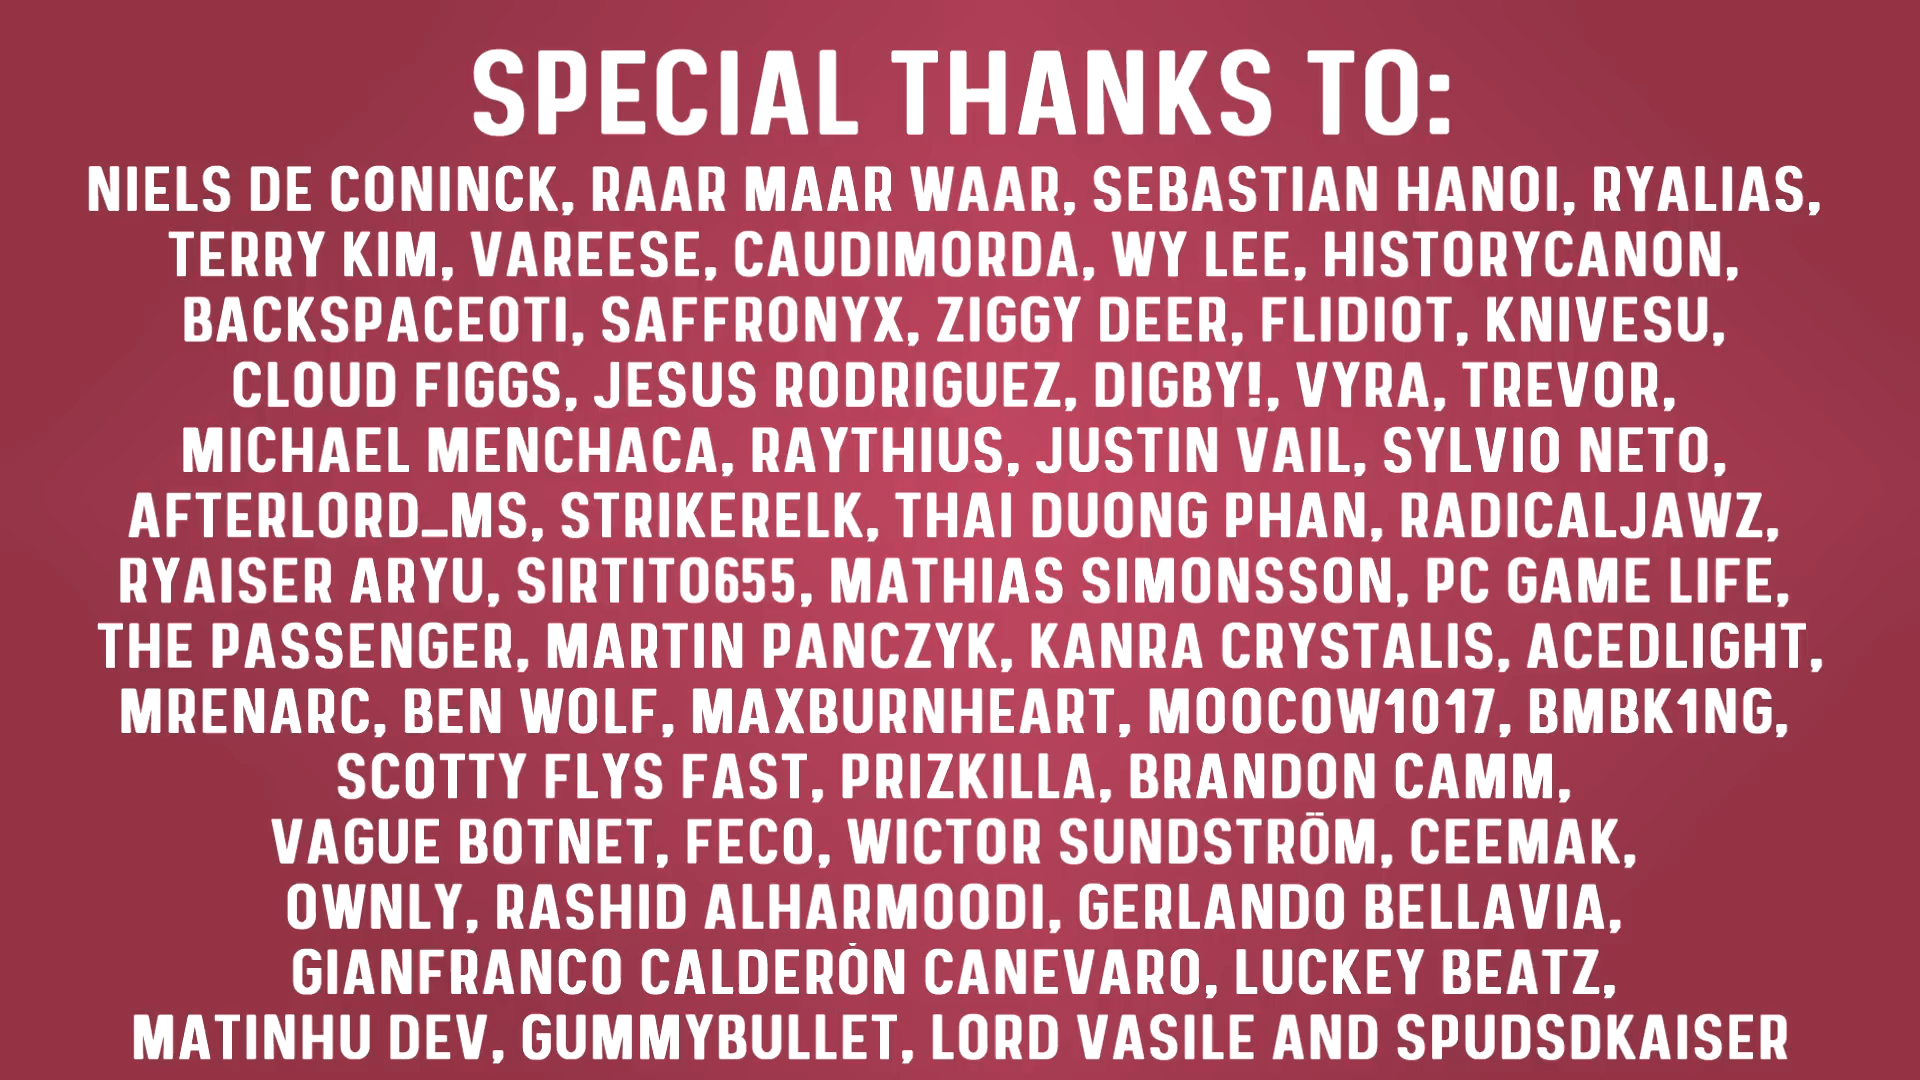 SPECIAL THANKS TO:
NIELS DE CONINCK, RAAR MAAR WAAR, SEBASTIAN HANOI, RYALIAS,
TERRY KIM, VAREESE, CAUDIMORDA, WY LEE, HISTORYCANON,
BACKSPACEOTI, SAFFRONYX, ZIGGY DEER, FLIDIOT, KNIVESU,
CLOUD FIGGS, JESUS RODRIGUEZ, DIGBY!, VYRA, TREVOR,
MICHAEL MENCHACA, RAYTHIUS, JUSTIN VAIL, SYLVIO NETO,
AFTERLORD_MS, STRIKERELK, THAI DUONG PHAN, RADICALJAWZ,
RYAISER ARYU, SIRTITO655, MATHIAS SIMONSSON, PC GAME LIFE,
THE PASSENGER, MARTIN PANCZYK, KANRA CRYSTALIS, ACEDLIGHT,
MRENARC, BEN WOLF, MAXBURNHEART, MOOCOW1017, BMBK1NG,
SCOTTY FLYS FAST, PRIZKILLA, BRANDON CAMM,
VAGUE BOTNET, FECO, WICTOR SUNDSTRÖM, CEEMAK,
OWNLY, RASHID ALHARMOODI, GERLANDO BELLAVIA,
GIANFRANCO CALDERÒN CANEVARO, LUCKEY BEATZ,
MATINHU DEV, GUMMYBULLET, LORD VASILE AND SPUDSDKAISER